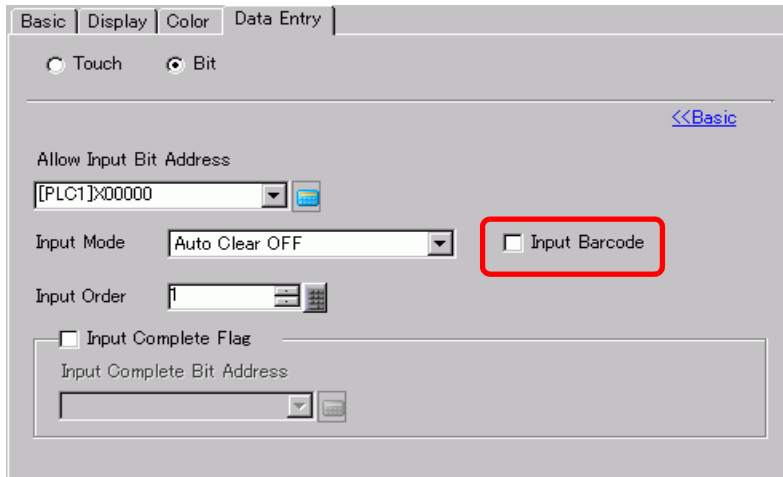 Basic Display Color Data Entry
Touch Bit
<<Basic
Allow Input Bit Address
[PLC1]X00000
Input Mode Auto Clear OFF Input Barcode
Input Order 1
Input Complete Flag
Input Complete Bit Address